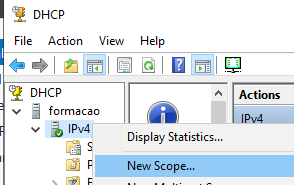 DHCP
File Action View Help
DHCP
formacao
IPv4
Actions
IPv4
Display Statistics...
New Scope...